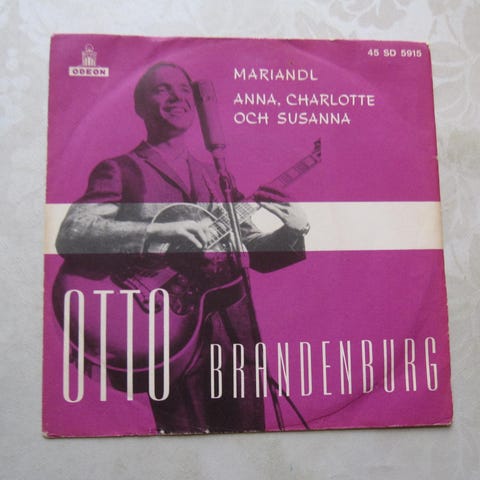 ODEON
45 SD 5915
MARIANDL
ANNA, CHARLOTTE
OCH SUSANNA
OTTO BRANDENBURG